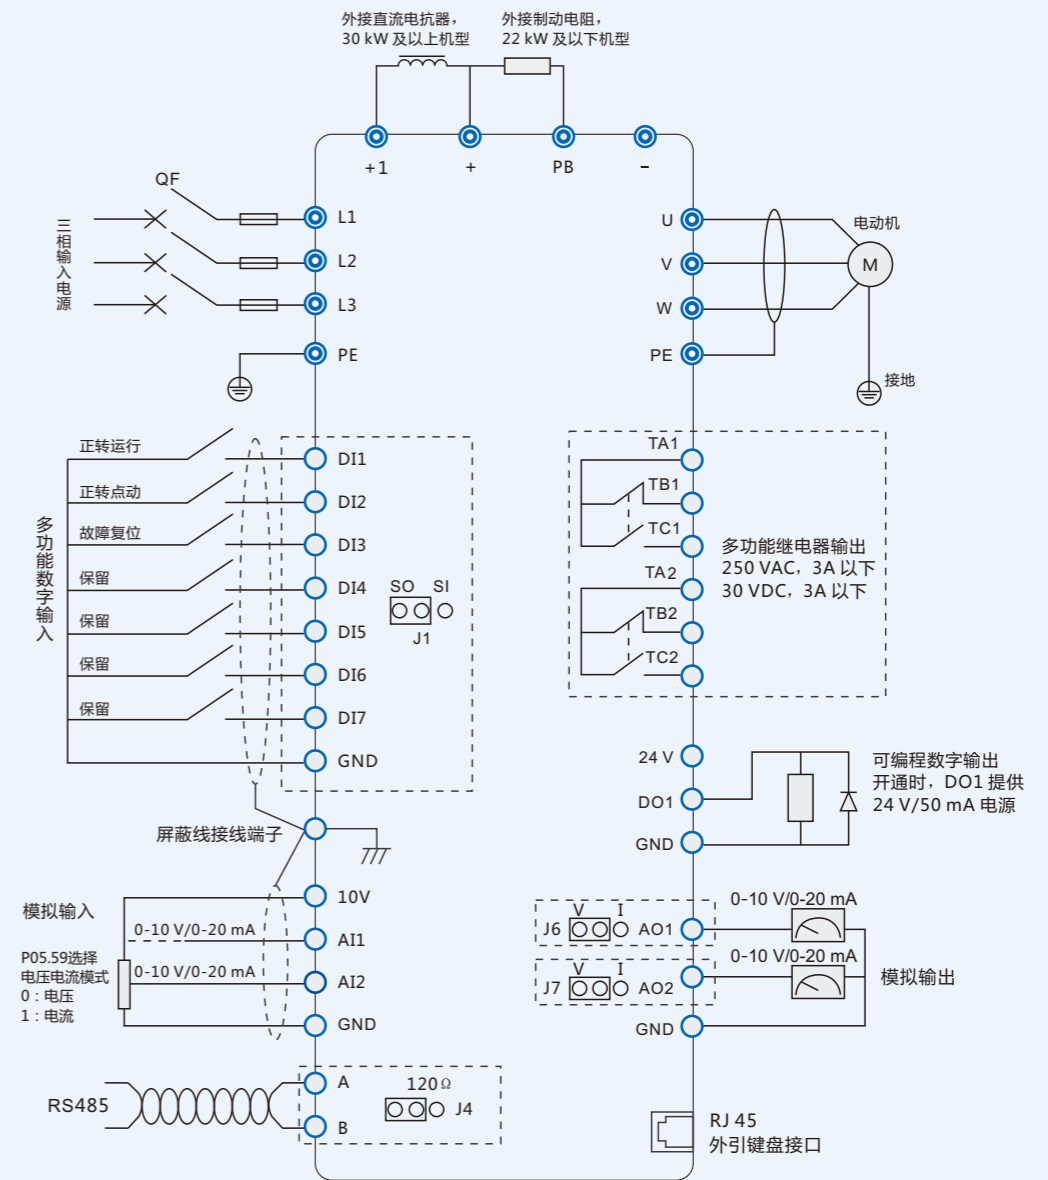 外接直流电抗器，
30 kW 及以上机型
外接制动电阻，
22 kW 及以下机型
+1
+
PB
-
QF
三相输入电源
L1
L2
L3
PE
U
V
W
PE
电动机
M
接地
多功能数字输入
正转运行
正转点动
故障复位
保留
保留
保留
保留
DI1
DI2
DI3
DI4
DI5
DI6
DI7
GND
SO SI
J1
TA1
TB1
TC1
TA2
TB2
TC2
多功能继电器输出
250 VAC，3A 以下
30 VDC，3A 以下
24 V
DO1
GND
可编程数字输出
开通时，DO1 提供
24 V/50 mA 电源
屏蔽线接线端子
模拟输入
P05.59选择
电压电流模式
0：电压
1：电流
0-10 V/0-20 mA
0-10 V/0-20 mA
10V
AI1
AI2
GND
V I
J6
AO1
0-10 V/0-20 mA
V I
J7
AO2
0-10 V/0-20 mA
GND
模拟输出
RS485
A
B
120Ω
J4
RJ 45
外引键盘接口